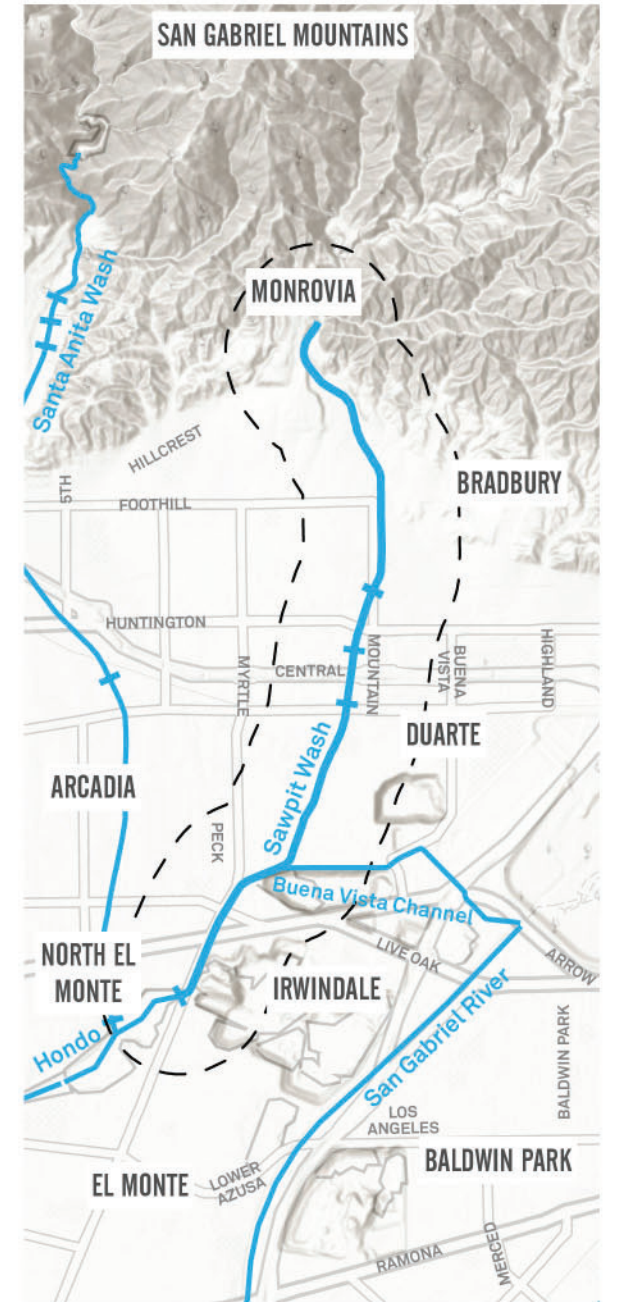 SAN GABRIEL MOUNTAINS
MONROVIA
Santa Anita Wash
HILLCREST
BRADBURY
5TH
FOOTHILL
HUNTINGTON
MYRTLE
CENTRAL
MOUNTAIN
BUENA
VISTA
HIGHLAND
DUARTE
Sawpit Wash
ARCADIA
PECK
Buena Vista Channel
LIVE OAK
ARROW
NORTH EL
MONTE
IRWINDALE
Hondo
San Gabriel River
BALDWIN PARK
LOS
ANGELES
BALDWIN PARK
EL MONTE
LOWER
AZUSA
RAMONA
MERCED